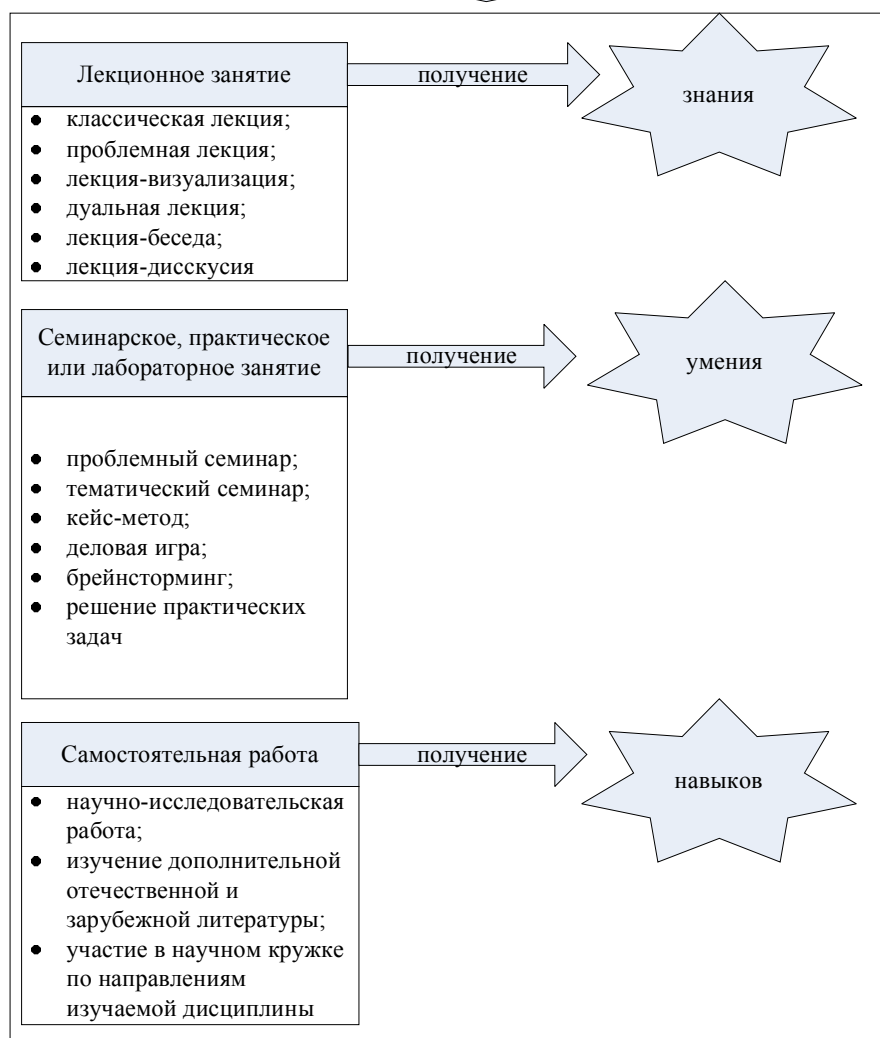 Лекционное занятие
получение
знания
● классическая лекция;
● проблемная лекция;
● лекция-визуализация;
● дуальная лекция;
● лекция-беседа;
● лекция-дисскусия
Семинарское, практическое
или лабораторное занятие
получение
умения
● проблемный семинар;
● тематический семинар;
● кейс-метод;
● деловая игра;
● брейнсторминг;
● решение практических
задач
Самостоятельная работа
получение
навыков
● научно-исследовательская
работа;
● изучение дополнительной
отечественной и
зарубежной литературы;
● участие в научном кружке
по направлениям
изучаемой дисциплины